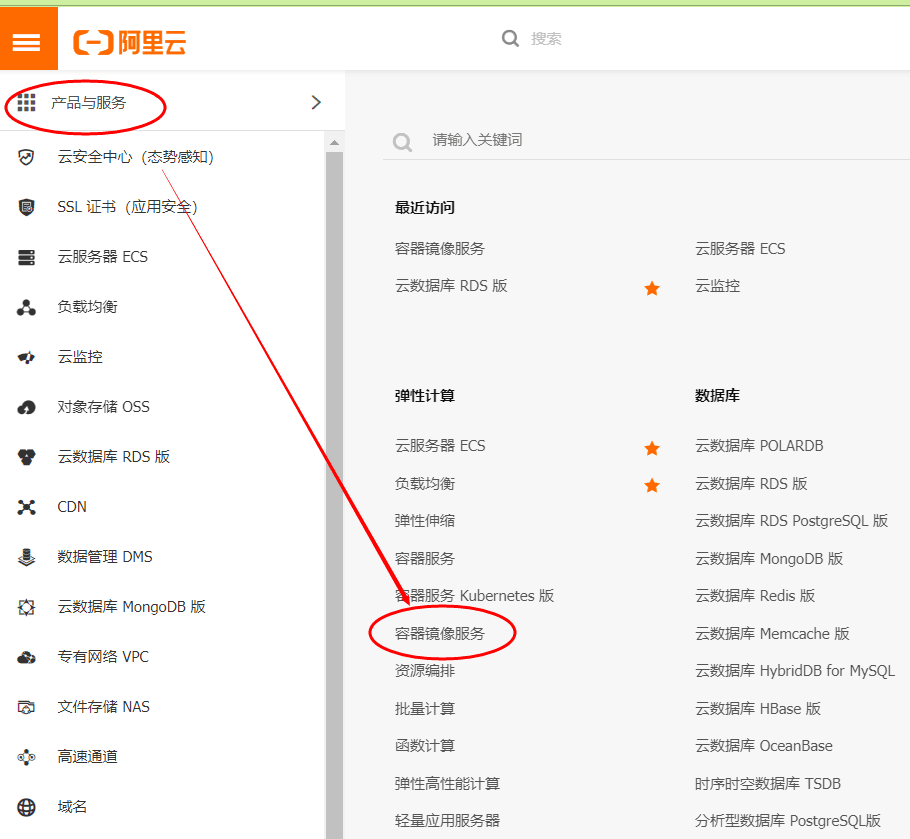 阿里云
搜索
产品与服务
云安全中心（态势感知）
SSL 证书（应用安全）
云服务器 ECS
负载均衡
云监控
对象存储 OSS
云数据库 RDS 版
CDN
数据管理 DMS
云数据库 MongoDB 版
专有网络 VPC
文件存储 NAS
高速通道
域名
请输入关键词
最近访问
容器镜像服务
云服务器 ECS
云数据库 RDS 版
云监控
弹性计算
云服务器 ECS
负载均衡
弹性伸缩
容器服务
容器服务 Kubernetes 版
容器镜像服务
资源编排
批量计算
函数计算
弹性高性能计算
轻量应用服务器
数据库
云数据库 POLARDB
云数据库 RDS 版
云数据库 RDS PostgreSQL 版
云数据库 MongoDB 版
云数据库 Redis 版
云数据库 Memcache 版
云数据库 HybridDB for MySQL
云数据库 HBase 版
云数据库 OceanBase
时序时空数据库 TSDB
分析型数据库 PostgreSQL版